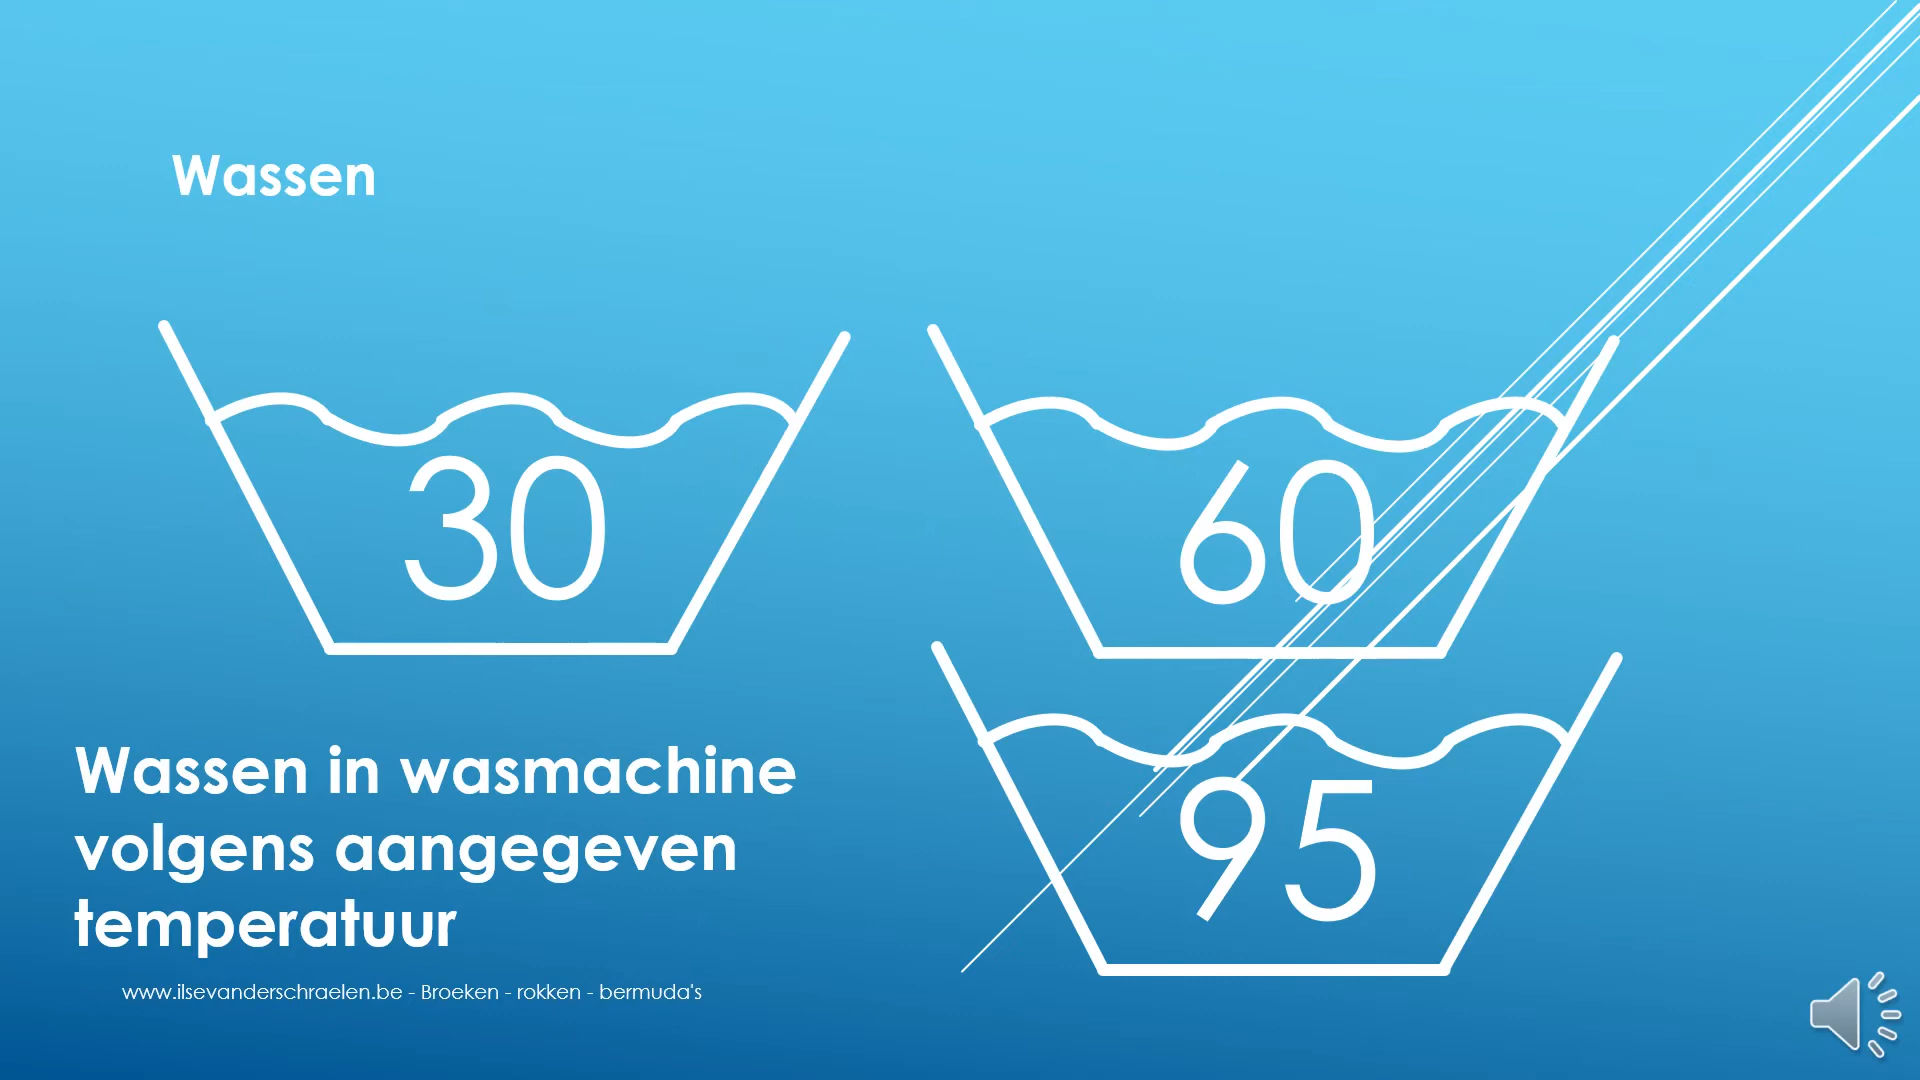 Wassen
30
60
95
Wassen in wasmachine
volgens aangegeven
temperatuur
www.ilsevanderschraelen.be - Broeken - rokken - bermuda's